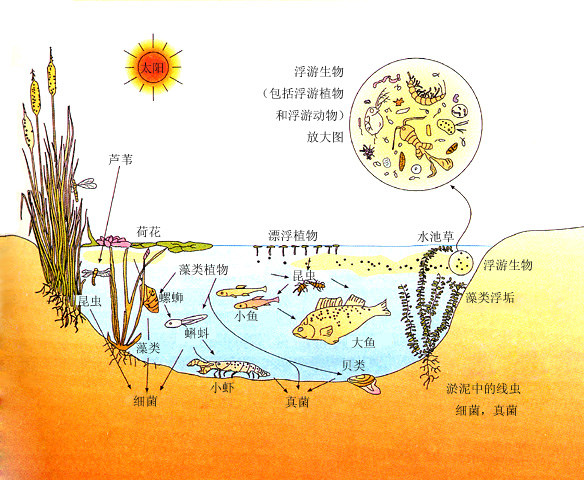 太阳
浮游生物
(包括浮游植物
和浮游动物)
放大图
芦苇
荷花
漂浮植物
水池草
藻类植物
昆虫
浮游生物
昆虫
螺蛳
小鱼
藻类浮垢
蝌蚪
大鱼
藻类
小虾
贝类
细菌
真菌
淤泥中的线虫
细菌，真菌